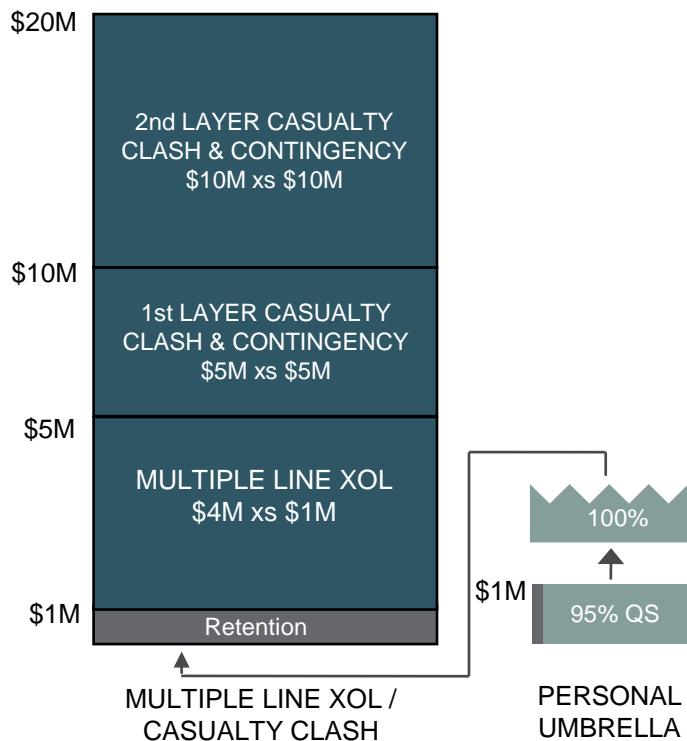 $20M
2nd LAYER CASUALTY
CLASH & CONTINGENCY
$10M xs $10M
$10M
1st LAYER CASUALTY
CLASH & CONTINGENCY
$5M xs $5M
$5M
MULTIPLE LINE XOL
$4M xs $1M
$1M
Retention
MULTIPLE LINE XOL /
CASUALTY CLASH
100%
$1M
95% QS
PERSONAL
UMBRELLA